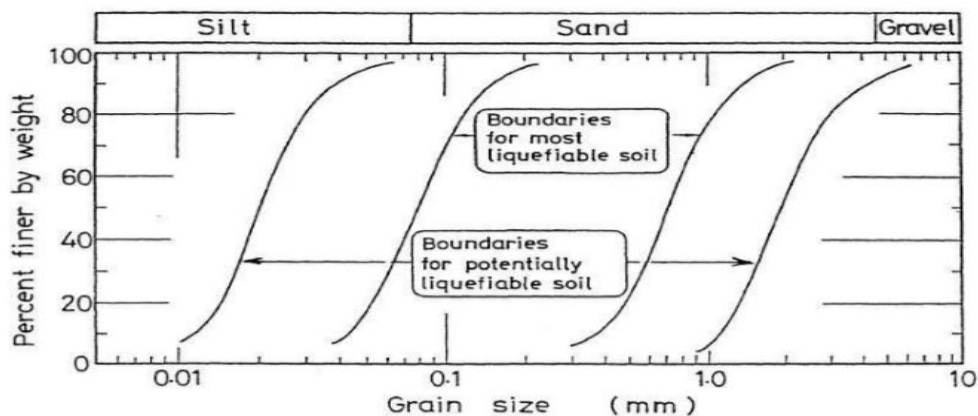 Silt Sand Gravel
100
80
60
40
20
0
Percent finer by weight
Boundaries
for most
liquefiable soil
Boundaries
for potentially
liquefiable soil
0·01 0·1 1·0 10
Grain size (mm)